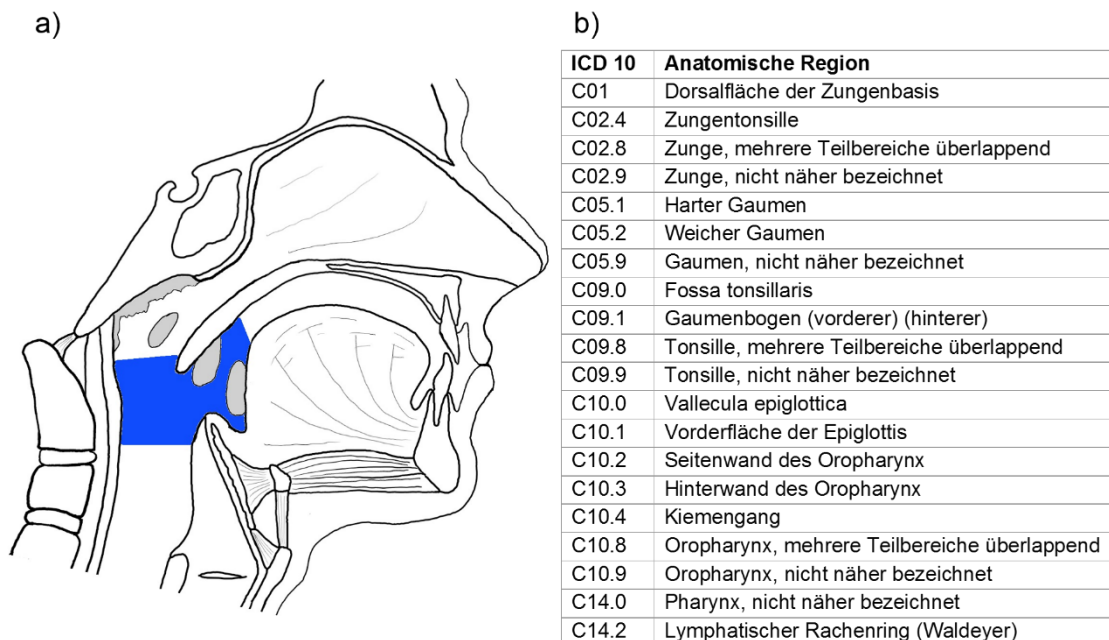 a)
b)
ICD 10 Anatomische Region
C01 Dorsalfläche der Zungenbasis
C02.4 Zungentonsille
C02.8 Zunge, mehrere Teilbereiche überlappend
C02.9 Zunge, nicht näher bezeichnet
C05.1 Harter Gaumen
C05.2 Weicher Gaumen
C05.9 Gaumen, nicht näher bezeichnet
C09.0 Fossa tonsillaris
C09.1 Gaumenbogen (vorderer) (hinterer)
C09.8 Tonsille, mehrere Teilbereiche überlappend
C09.9 Tonsille, nicht näher bezeichnet
C10.0 Vallecula epiglottica
C10.1 Vorderfläche der Epiglottis
C10.2 Seitenwand des Oropharynx
C10.3 Hinterwand des Oropharynx
C10.4 Kiemengang
C10.8 Oropharynx, mehrere Teilbereiche überlappend
C10.9 Oropharynx, nicht näher bezeichnet
C14.0 Pharynx, nicht näher bezeichnet
C14.2 Lymphatischer Rachenring (Waldeyer)